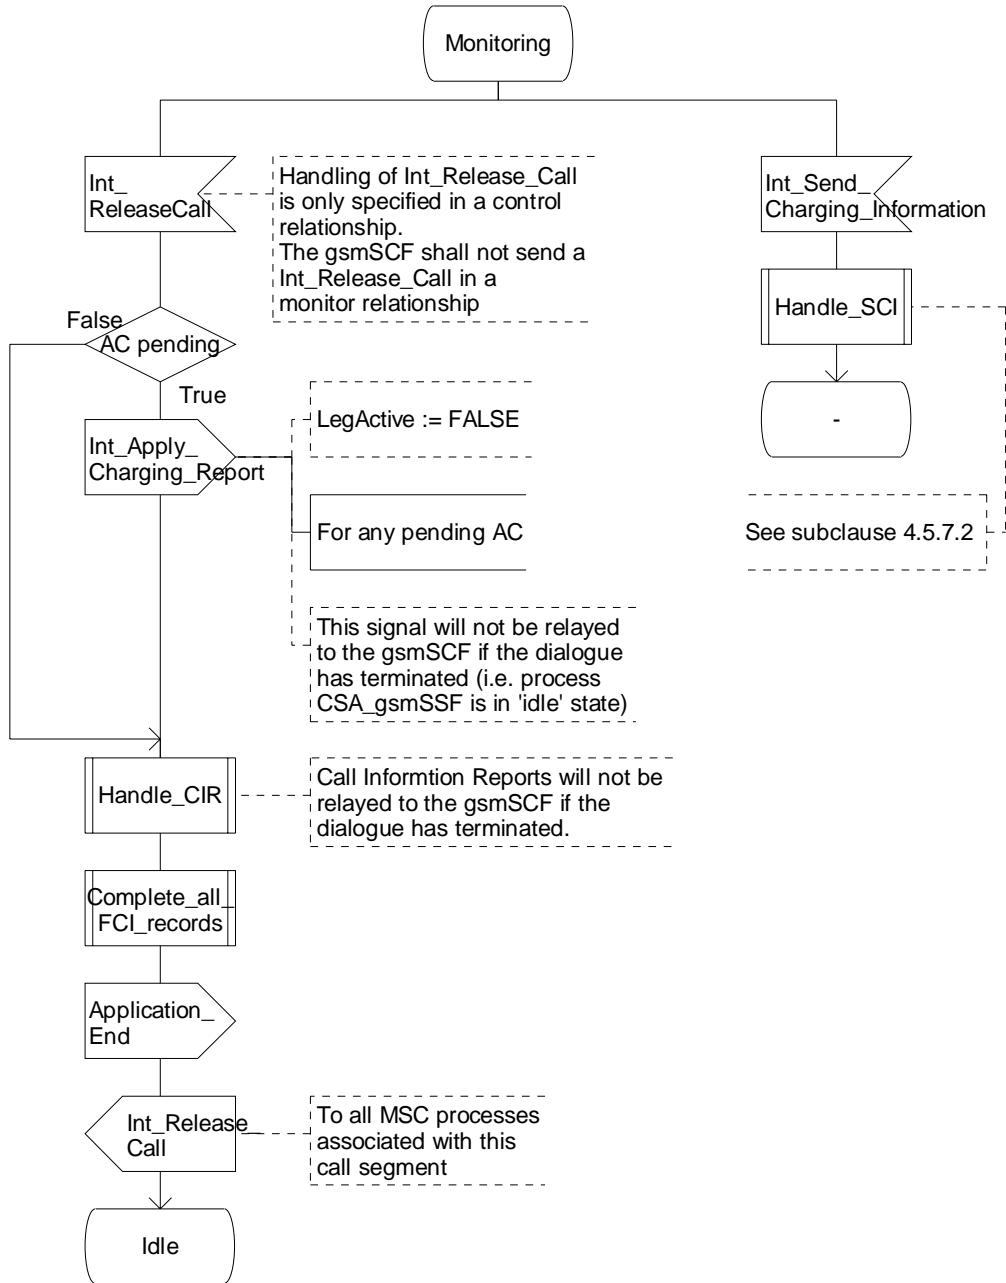 Monitoring
Int_
ReleaseCall
Handling of Int_Release_Call
is only specified in a control
relationship.
The gsmSCF shall not send a
Int_Release_Call in a
monitor relationship
Int_Send_
Charging_Information
Handle_SCI
-
See subclause 4.5.7.2
False
AC pending
True
Int_Apply_
Charging_Report
LegActive := FALSE
For any pending AC
This signal will not be relayed
to the gsmSCF if the dialogue
has terminated (i.e. process
CSA_gsmSSF is in 'idle' state)
Handle_CIR
Call Informtion Reports will not be
relayed to the gsmSCF if the
dialogue has terminated.
Complete_all_
FCI_records
Application_
End
Int_Release_
Call
To all MSC processes
associated with this
call segment
Idle